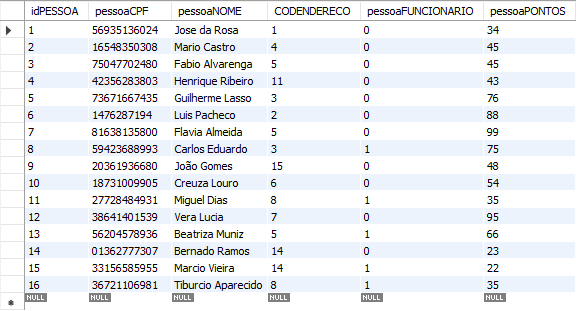 idPESSOA pessoaCPF pessoaNOME CODENDERECO pessoaFUNCIONARIO pessoaPONTOS
1 56935136024 Jose da Rosa 1 0 34
2 16548350308 Mario Castro 4 0 45
3 75047702480 Fabio Alvarenga 5 0 45
4 42356283803 Henrique Ribeiro 11 0 43
5 73671667435 Guilherme Lasso 3 0 76
6 1476287194 Luis Pacheco 2 0 88
7 81638135800 Flavia Almeida 5 0 99
8 59423688993 Carlos Eduardo 3 1 75
9 20361936680 João Gomes 15 0 48
10 18731009905 Creuza Louro 6 0 54
11 27728484931 Miguel Dias 8 1 35
12 38641401539 Vera Lucia 7 0 95
13 56204578936 Beatriza Muniz 5 1 66
14 01362777307 Bernado Ramos 14 0 23
15 33156585955 Marcio Vieira 14 1 22
16 36721106981 Tiburcio Aparecido 8 1 35
NULL NULL NULL NULL NULL NULL